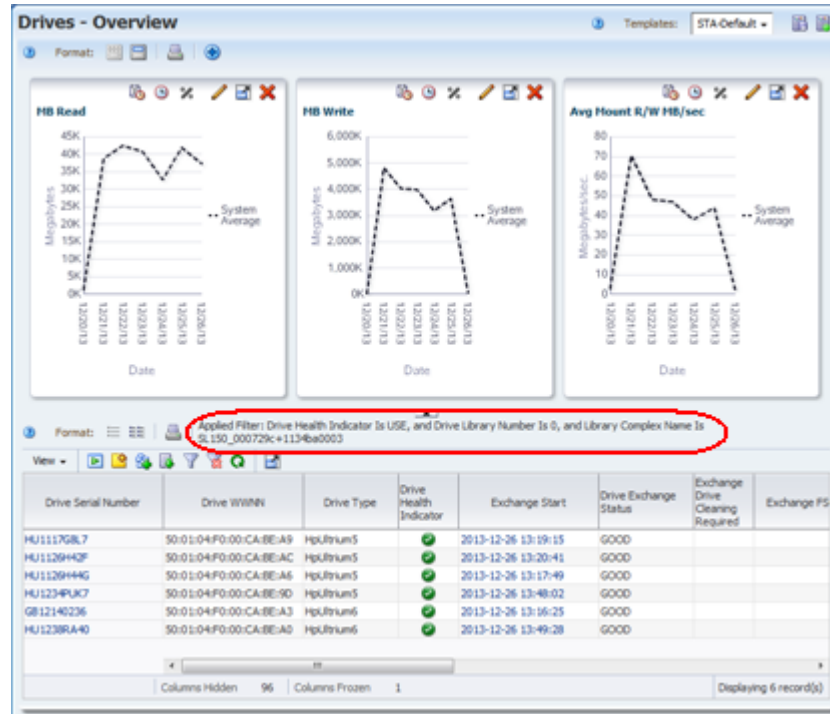 Drives - Overview
Templates: STA-Default
Format:
MB Read
45K
40K
35K
30K
25K
20K
15K
10K
5K
0K
Megabytes
System
Average
12/20/13
12/21/13
12/22/13
12/23/13
12/24/13
12/25/13
12/26/13
Date
MB Write
6,000K
5,000K
4,000K
3,000K
2,000K
1,000K
0K
Megabytes
System
Average
12/20/13
12/21/13
12/22/13
12/23/13
12/24/13
12/25/13
12/26/13
Date
Avg Mount R/W MB/sec
80
70
60
50
40
30
20
10
0
Megabytes/sec.
System
Average
12/20/13
12/21/13
12/22/13
12/23/13
12/24/13
12/25/13
12/26/13
Date
Format:
Applied Filter: Drive Health Indicator Is USE, and Drive Library Number Is 0, and Library Complex Name Is
SL150_000729c+1134ba0003
View
Drive Serial Number Drive WWNN Drive Type Drive Health Indicator Exchange Start Drive Exchange Status Exchange Drive Cleaning Required Exchange FS
HU1117G8L7 50:01:04:F0:00:CA:BE:A9 HpUltrium5 2013-12-26 13:19:15 GOOD
HU1126H42F 50:01:04:F0:00:CA:BE:AC HpUltrium5 2013-12-26 13:20:41 GOOD
HU1126H44G 50:01:04:F0:00:CA:BE:A6 HpUltrium5 2013-12-26 13:17:49 GOOD
HU1234PUK7 50:01:04:F0:00:CA:BE:9D HpUltrium5 2013-12-26 13:48:02 GOOD
GB12140236 50:01:04:F0:00:CA:BE:A3 HpUltrium6 2013-12-26 13:16:25 GOOD
HU1238RA40 50:01:04:F0:00:CA:BE:A0 HpUltrium6 2013-12-26 13:49:28 GOOD
Columns Hidden 96 Columns Frozen 1 Displaying 6 record(s)